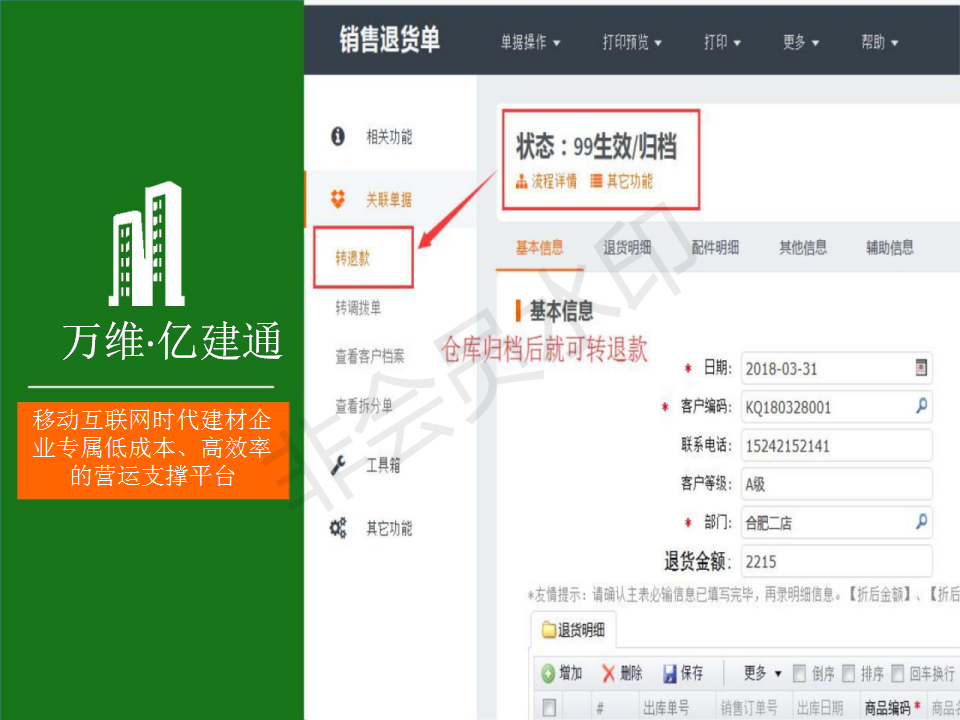 万维·亿建通
移动互联网时代建材企
业专属低成本、高效率
的营运支撑平台
销售退货单
单据操作
打印预览
打印
更多
帮助
相关功能
关联单据
转退款
转调拨单
查看客户档案
查看拆分单
工具箱
其它功能
状态：99生效/归档
流程详情 其它功能
基本信息 退货明细 配件明细 其他信息 辅助信息
基本信息
仓库归档后就可转退款
* 日期: 2018-03-31
* 客户编码: KQ180328001
联系电话: 15242152141
客户等级: A级
* 部门: 合肥二店
退货金额: 2215
*友情提示：请确认主表必输信息已填写完毕，再录明细信息。【折后金额】、【折后
退货明细
增加 删除 保存 更多 倒序 排序 回车换行
# 出库单号 销售订单号 出库日期 商品编码* 商品
非会员水印